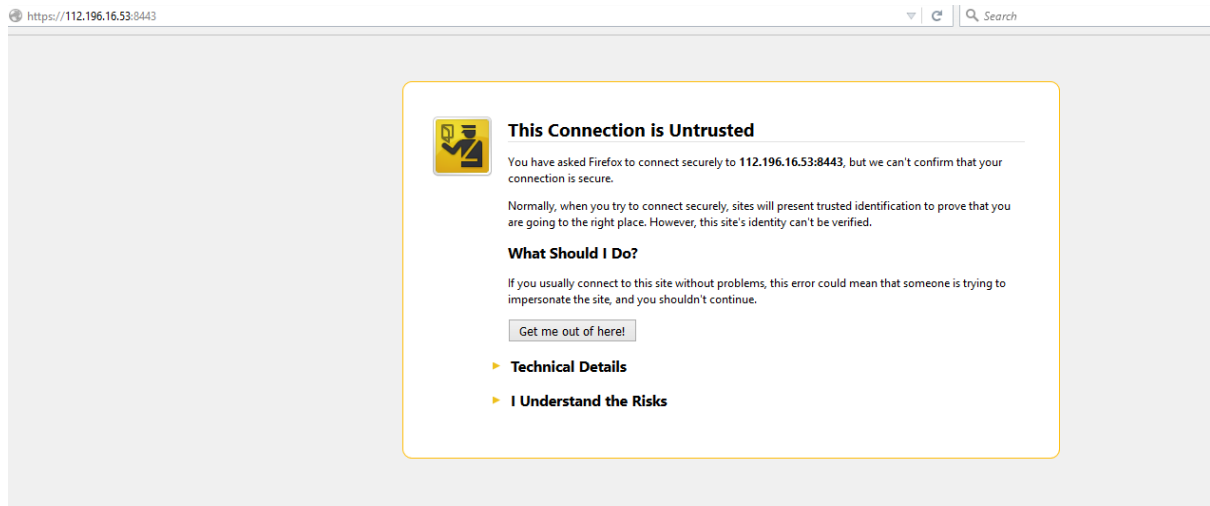 https://112.196.16.53:8443 Search
This Connection is Untrusted
You have asked Firefox to connect securely to 112.196.16.53:8443, but we can't confirm that your
connection is secure.
Normally, when you try to connect securely, sites will present trusted identification to prove that you
are going to the right place. However, this site's identity can't be verified.
What Should I Do?
If you usually connect to this site without problems, this error could mean that someone is trying to
impersonate the site, and you shouldn't continue.
Get me out of here!
Technical Details
I Understand the Risks